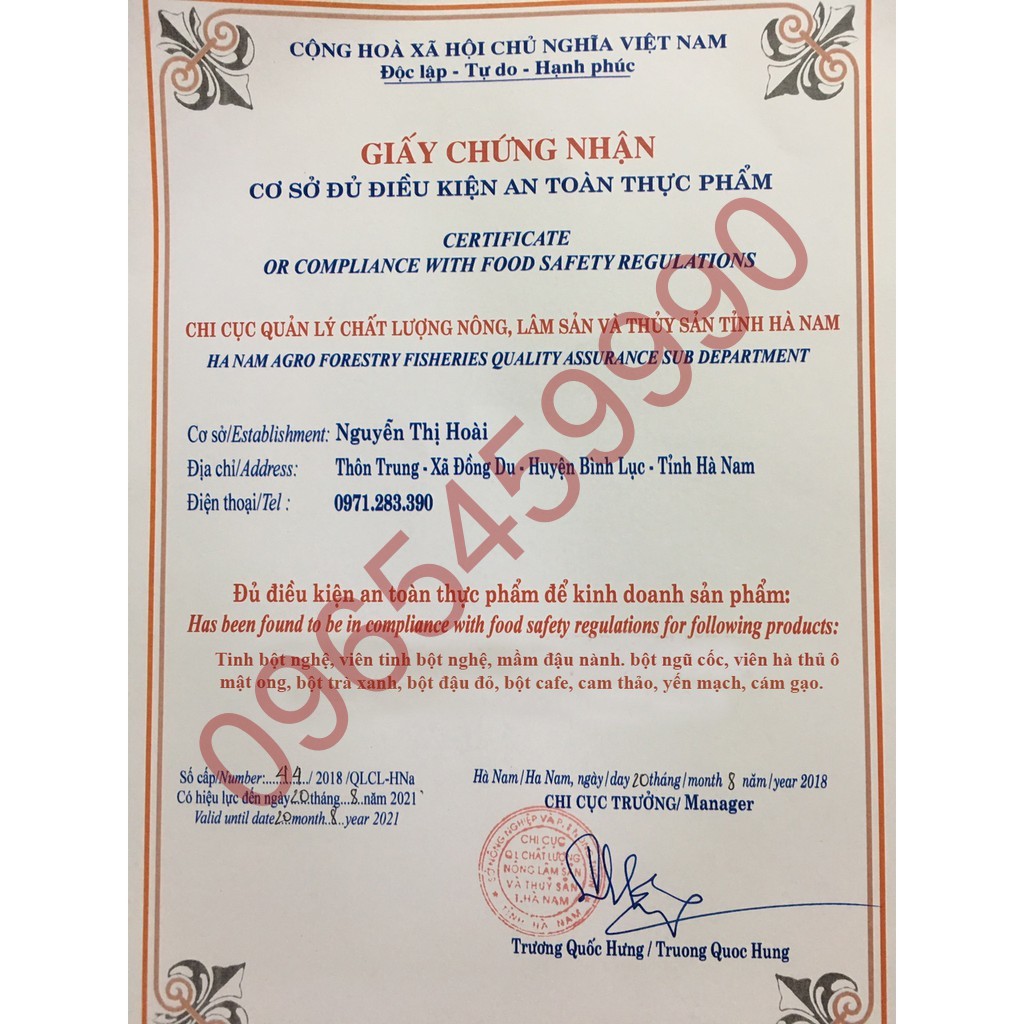 CỘNG HOÀ XÃ HỘI CHỦ NGHĨA VIỆT NAM
Độc lập - Tự do - Hạnh phúc
GIẤY CHỨNG NHẬN
CƠ SỞ ĐỦ ĐIỀU KIỆN AN TOÀN THỰC PHẨM
CERTIFICATE
OR COMPLIANCE WITH FOOD SAFETY REGULATIONS
CHI CỤC QUẢN LÝ CHẤT LƯỢNG NÔNG, LÂM SẢN VÀ THỦY SẢN TỈNH HÀ NAM
HA NAM AGRO FORESTRY FISHERIES QUALITY ASSURANCE SUB DEPARTMENT
Cơ sở/Establishment: Nguyễn Thị Hoài
Địa chỉ/Address: Thôn Trung - Xã Đồng Du - Huyện Bình Lục - Tỉnh Hà Nam
Điện thoại/Tel : 0971.283.390
0965459990
Đủ điều kiện an toàn thực phẩm để kinh doanh sản phẩm:
Has been found to be in compliance with food safety regulations for following products:
Tinh bột nghệ, viên tinh bột nghệ, mầm đậu nành. bột ngũ cốc, viên hà thủ ô
mật ong, bột trà xanh, bột đậu đỏ, bột cafe, cam thảo, yến mạch, cám gạo.
Số cấp/Number:....44../ 2018 /QLCL-HNa
Có hiệu lực đến ngày 20 tháng...8..năm 2021
Valid until date 20 month..8..year 2021
Hà Nam/Ha Nam, ngày/day 20 tháng/month 8 năm/year 2018
CHI CỤC TRƯỞNG/ Manager
CHI CỤC
QL CHẤT LƯỢNG
NÔNG LÂM SẢN
VÀ THUỶ SẢN
T.HÀ NAM
TỈNH HÀ NAM
Trương Quốc Hưng / Truong Quoc Hung